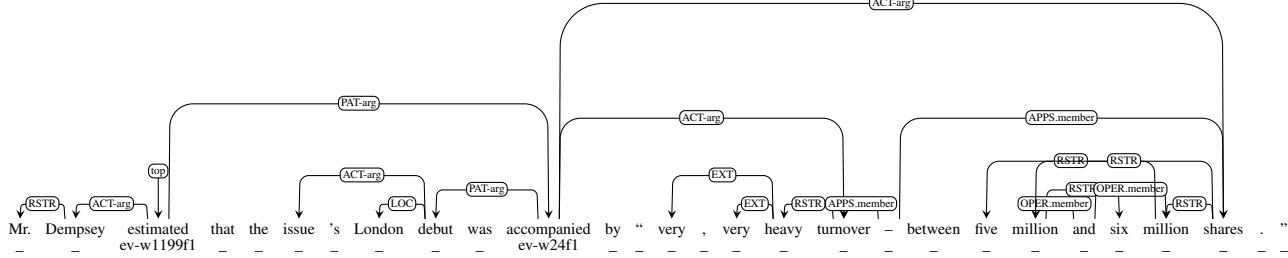 ACT-arg
PAT-arg
ACT-arg APPS.member
top ACT-arg EXT RSTR RSTR
PAT-arg RSTR OPER.member
RSTR ACT-arg LOC EXT RSTR APPS.member OPER.member RSTR
Mr. Dempsey estimated that the issue 's London debut was accompanied by “ very , very heavy turnover – between five million and six million shares . ”
_ _ ev-w1199f1 _ _ _ _ _ _ _ ev-w24f1 _ _ _ _ _ _ _ _ _ _ _ _ _ _ _ _ _